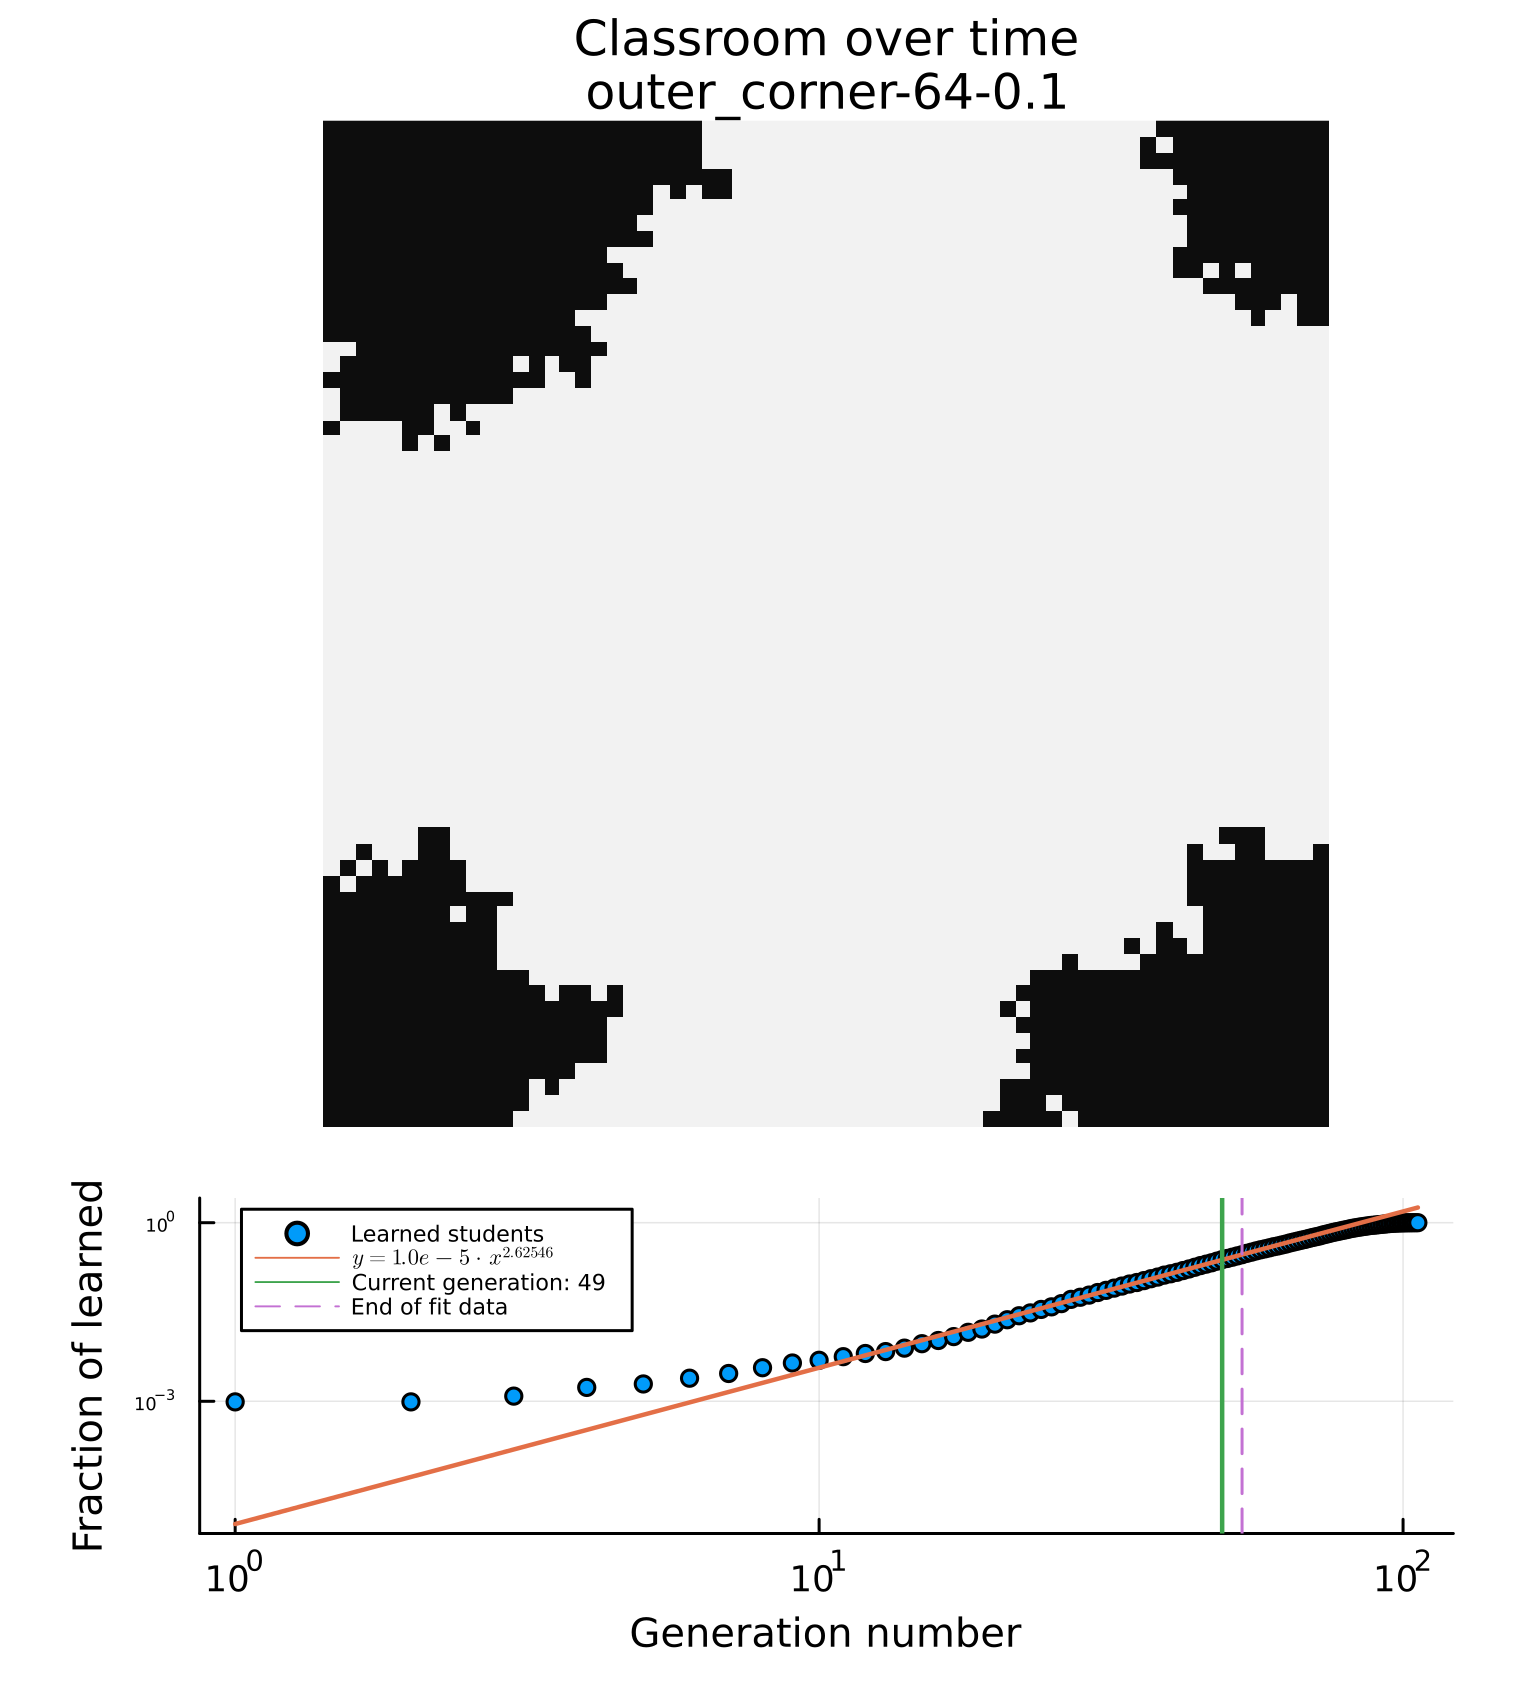 Classroom over time
outer_corner-64-0.1
Fraction of learned
10^0
10^−3
Learned students
y = 1.0e − 5 · x^2.62546
Current generation: 49
End of fit data
10^0
10^1
10^2
Generation number